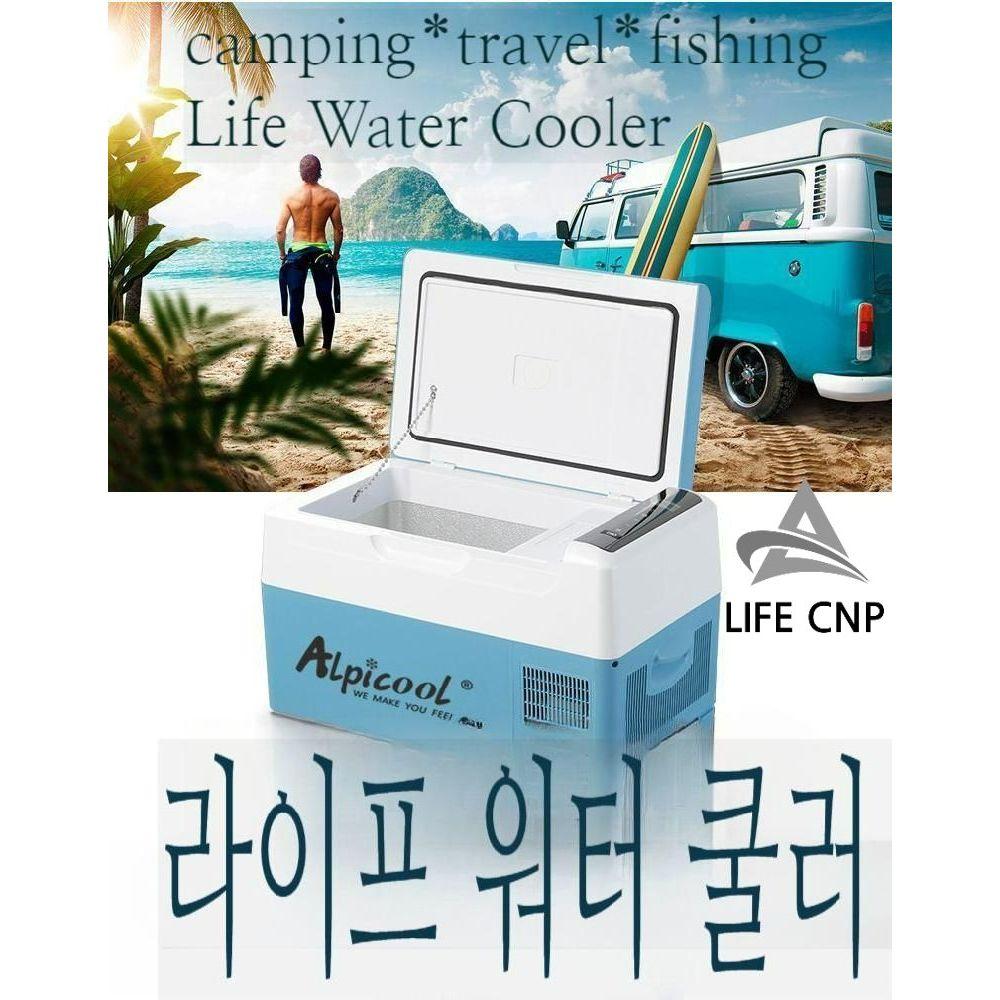 camping*travel*fishing
Life Water Cooler
LIFE CNP
Alpicool®
WE MAKE YOU FEEL
라이프 워터 쿨러